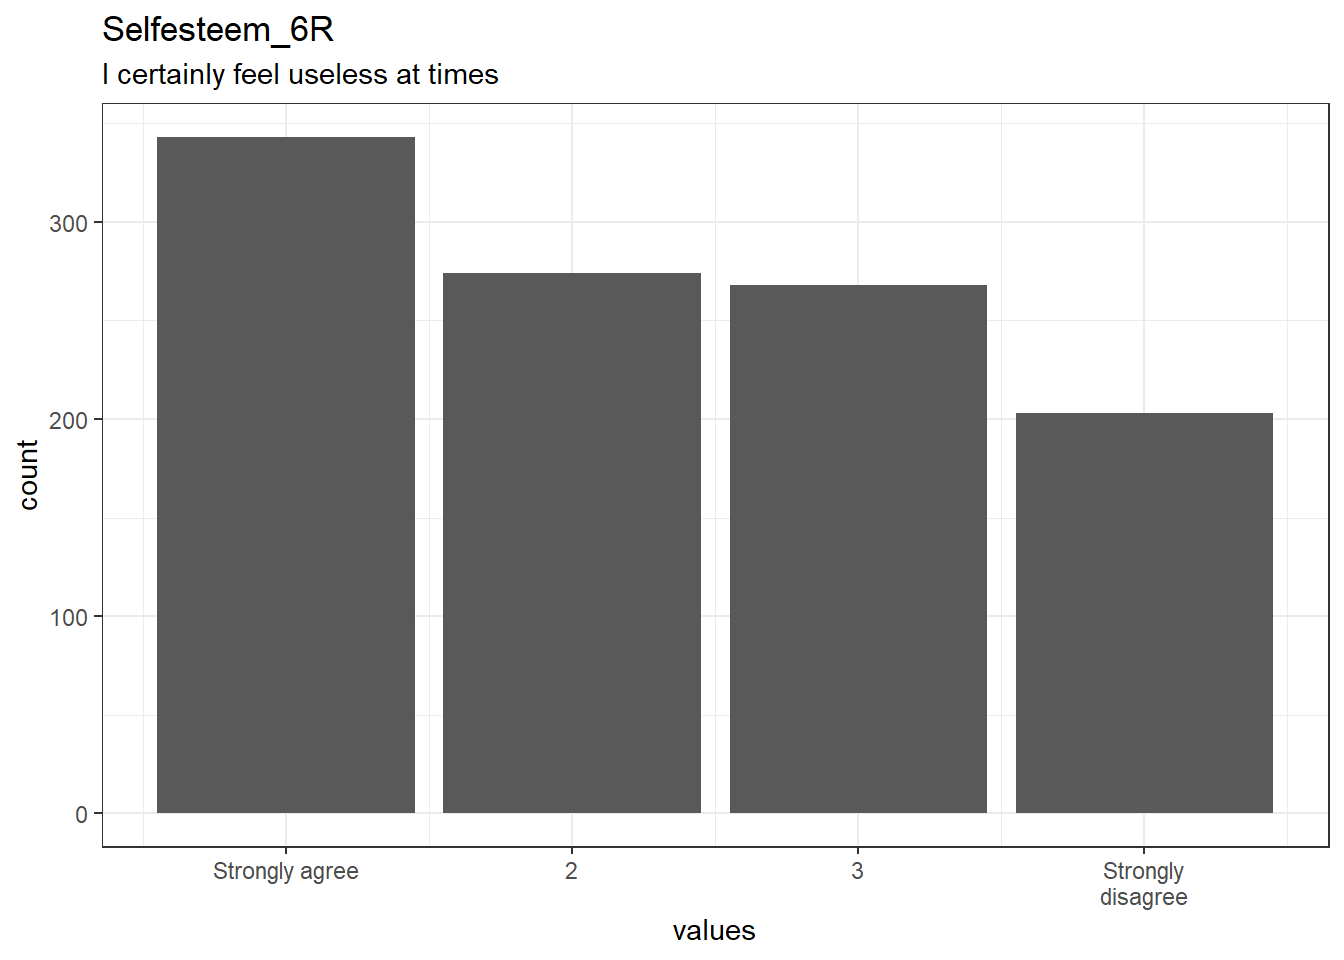 Selfesteem_6R
I certainly feel useless at times
300
200
100
0
count
Strongly agree
2
3
Strongly
disagree
values